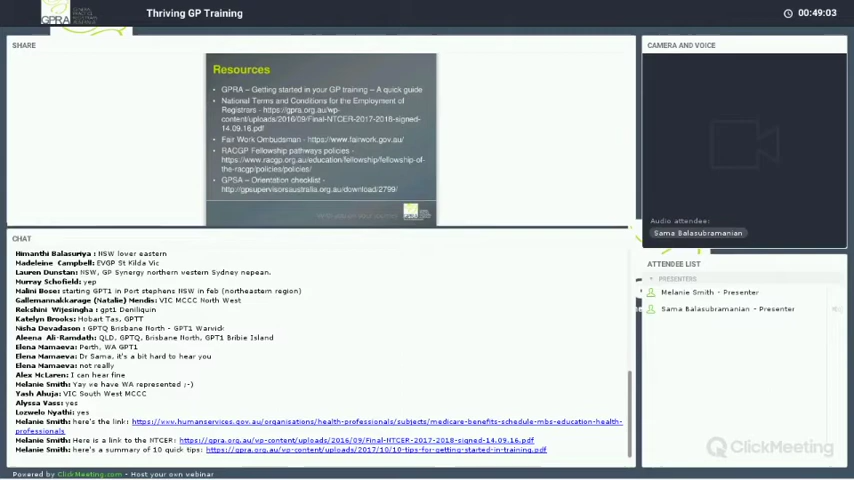 GPRA
Thriving GP Training
00:49:03
SHARE
Resources
• GPRA – Getting started in your GP training – A quick guide
• National Terms and Conditions for the Employment of
Registrars - https://gpra.org.au/wp-
content/uploads/2016/09/Final-NTCER-2017-2018-signed-
14.09.16.pdf
• Fair Work Ombudsman - https://www.fairwork.gov.au/
• RACGP Fellowship pathways policies -
https://www.racgp.org.au/education/fellowship/fellowship-of-
the-racgp/policies/policies/
• GPSA – Orientation checklist -
http://gpsupervisorsaustralia.org.au/download/2799/
CHAT
Himanthi Balasuriya : NSW lover eastern
Madeleine Campbell: EVGP St Kilda Vic
Lauren Dunstan: NSW, GP Synergy northern western Sydney nepean.
Murray Schofield: yep
Malini Bose: starting GPT1 in Port stephens NSW in feb (northeastern region)
Gallemannakkarage (Natalie) Mendis: VIC MCCC North West
Rekshini Wijesingha : gpt1 Deniliquin
Katelyn Brooks: Hobart Tas, GPTT
Nisha Devadason: GPTQ Brisbane North - GPT1 Warwick
Aleena Ali-Ramdath: QLD, GPTQ, Brisbane North, GPT1 Bribie Island
Elena Mamaeva: Perth, WA GPT1
Elena Mamaeva: Dr Sama, it's a bit hard to hear you
Elena Mamaeva: not really
Alex McLaren: I can hear fine
Melanie Smith: Yay we have WA represented ;-)
Yash Ahuja: VIC South West MCCC
Alyssa Vass: yes
Lozwelo Nyathi: yes
Melanie Smith: here's the link: https://www.humanservices.gov.au/organisations/health-professionals/subjects/medicare-benefits-schedule-mbs-education-health-
professionals
Melanie Smith: Here is a link to the NTCER: https://gpra.org.au/wp-content/uploads/2016/09/Final-NTCER-2017-2018-signed-14.09.16.pdf
Melanie Smith: here's a summary of 10 quick tips: https://gpra.org.au/wp-content/uploads/2017/10/10-tips-for-getting-started-in-training.pdf
CAMERA AND VOICE
Audio attendee:
Sama Balasubramanian
ATTENDEE LIST
PRESENTERS
Melanie Smith - Presenter
Sama Balasubramanian - Presenter
ClickMeeting
Powered by ClickMeeting.com - Host your own webinar